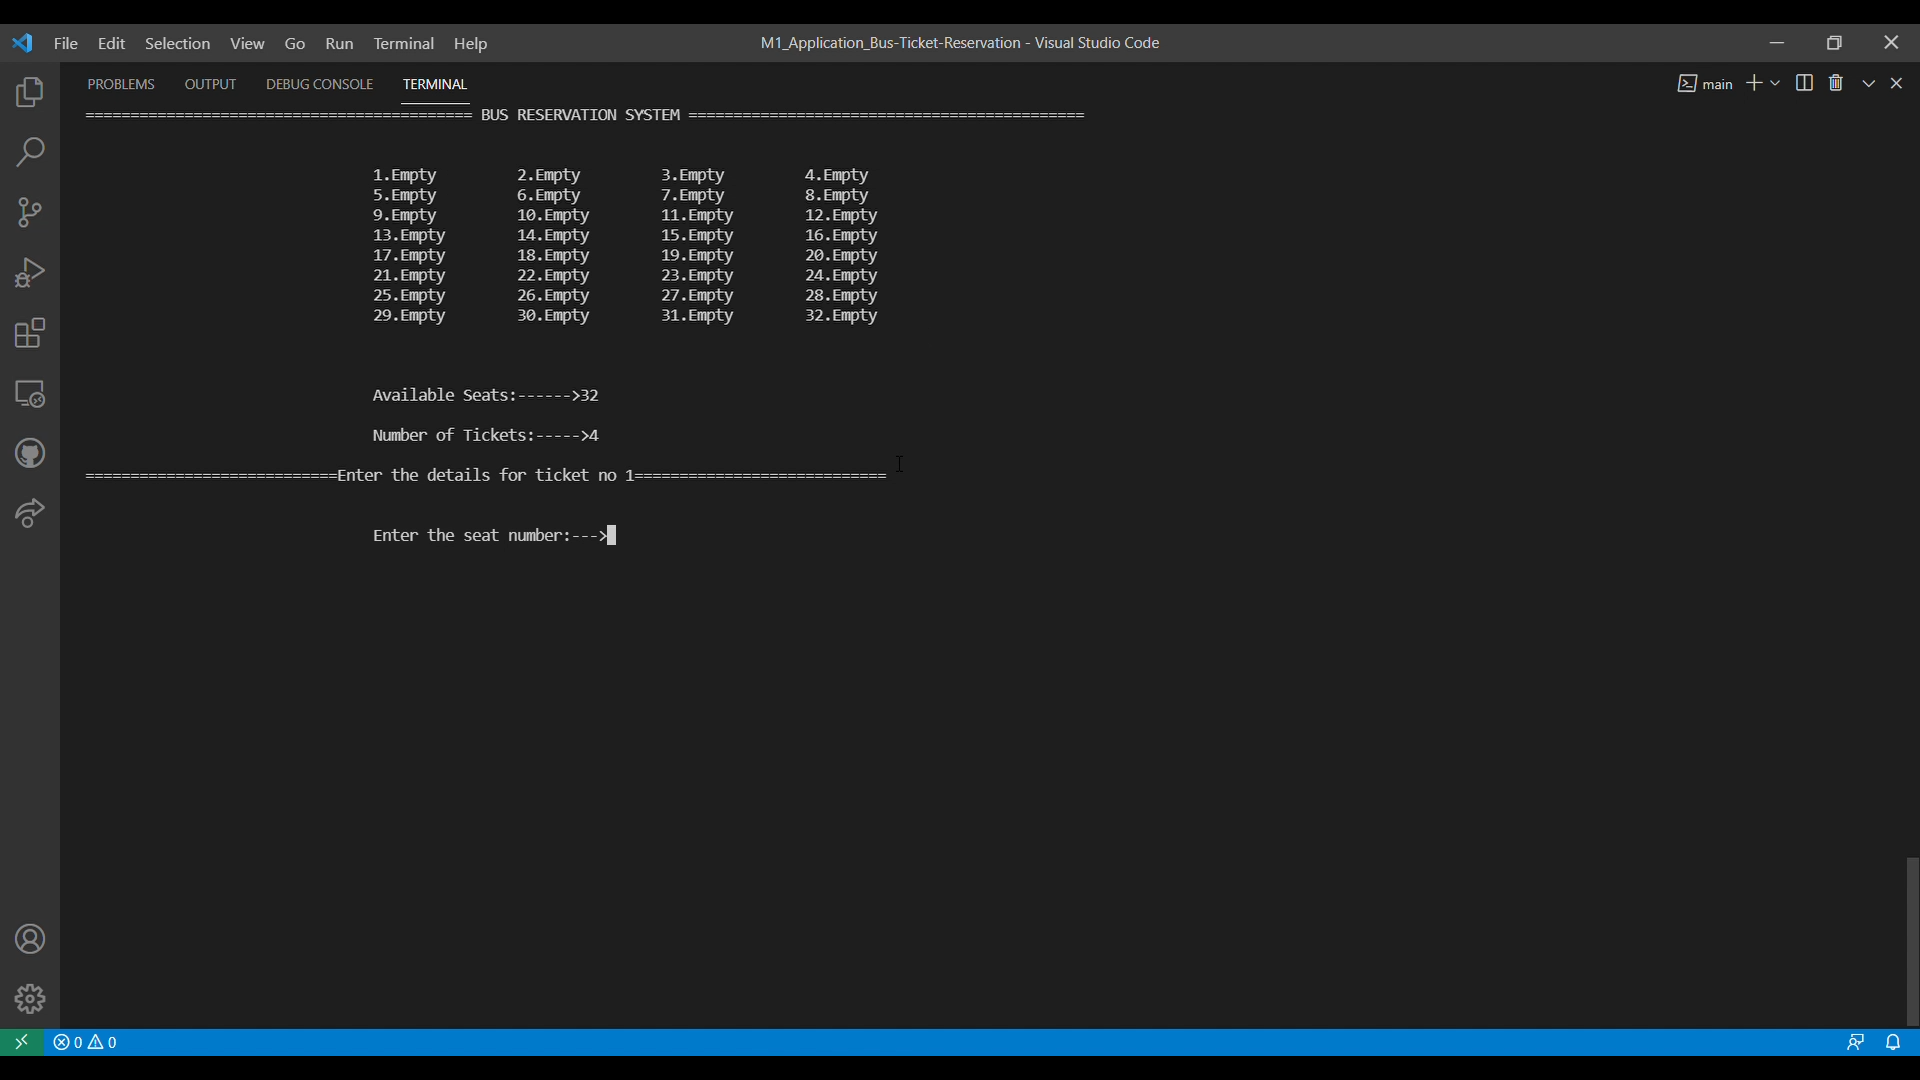 File Edit Selection View Go Run Terminal Help M1_Application_Bus-Ticket-Reservation - Visual Studio Code
PROBLEMS OUTPUT DEBUG CONSOLE TERMINAL main
=========================================== BUS RESERVATION SYSTEM ============================================
1.Empty 2.Empty 3.Empty 4.Empty
5.Empty 6.Empty 7.Empty 8.Empty
9.Empty 10.Empty 11.Empty 12.Empty
13.Empty 14.Empty 15.Empty 16.Empty
17.Empty 18.Empty 19.Empty 20.Empty
21.Empty 22.Empty 23.Empty 24.Empty
25.Empty 26.Empty 27.Empty 28.Empty
29.Empty 30.Empty 31.Empty 32.Empty
Available Seats:------>32
Number of Tickets:----->4
============================Enter the details for ticket no 1============================
Enter the seat number:--->
0 0